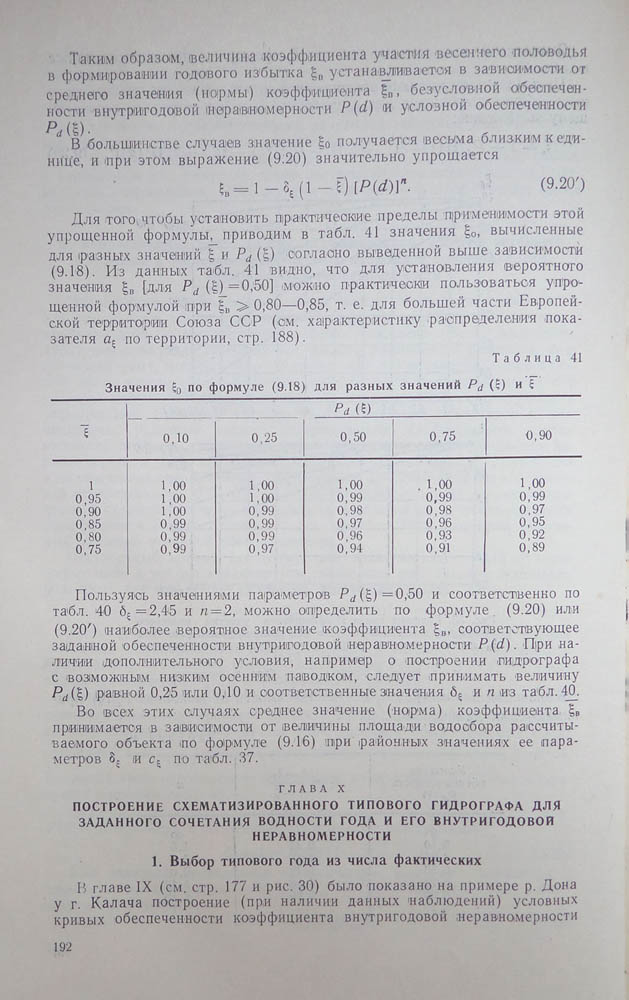 Таким образом, величина коэффициента участия весеннего половодья
в формировании годового избытка ξв устанавливается в зависимости от
среднего значения (нормы) коэффициента ξ̅в, безусловной обеспечен-
ности внутригодовой неравномерности P(d) и условной обеспеченности
Pd(ξ).
В большинстве случаев значение ξ0 получается весьма близким к еди-
нице, и при этом выражение (9.20) значительно упрощается
ξв = 1 — δξ (1 — ξ̅) [P(d)]ⁿ. (9.20′)
Для того, чтобы установить практические пределы применимости этой
упрощенной формулы, приводим в табл. 41 значения ξ0, вычисленные
для разных значений ξ̅ и Pd (ξ) согласно выведенной выше зависимости
(9.18). Из данных табл. 41 видно, что для установления вероятного
значения ξв [для Pd (ξ) =0,50] можно практически пользоваться упро-
щенной формулой при ξ̅в ⩾ 0,80—0,85, т. е. для большей части Европей-
ской территории Союза ССР (см. характеристику распределения пока-
зателя aξ по территории, стр. 188).
Таблица 41
Значения ξ0 по формуле (9.18) для разных значений Pd (ξ) и ξ̅
Pd (ξ)
ξ̅ 0,10 0,25 0,50 0,75 0,90
1 1,00 1,00 1,00 1,00 1,00
0,95 1,00 1,00 0,99 0,99 0,99
0,90 1,00 0,99 0,98 0,98 0,97
0,85 0,99 0,99 0,97 0,96 0,95
0,80 0,99 0,99 0,96 0,93 0,92
0,75 0,99 0,97 0,94 0,91 0,89
Пользуясь значениями параметров Pd(ξ) =0,50 и соответственно по
табл. 40 δξ =2,45 и n=2, можно определить по формуле (9.20) или
(9.20′) наиболее вероятное значение коэффициента ξв, соответствующее
заданной обеспеченности внутригодовой неравномерности P(d). При на-
личии дополнительного условия, например о построении гидрографа
с возможным низким осенним паводком, следует принимать величину
Pd(ξ) равной 0,25 или 0,10 и соответственные значения δξ и n из табл. 40.
Во всех этих случаях среднее значение (норма) коэффициента ξ̅в
принимается в зависимости от величины площади водосбора рассчиты-
ваемого объекта по формуле (9.16) при районных значениях ее пара-
метров δξ и cξ по табл. 37.
ГЛАВА X
ПОСТРОЕНИЕ СХЕМАТИЗИРОВАННОГО ТИПОВОГО ГИДРОГРАФА ДЛЯ
ЗАДАННОГО СОЧЕТАНИЯ ВОДНОСТИ ГОДА И ЕГО ВНУТРИГОДОВОЙ
НЕРАВНОМЕРНОСТИ
1. Выбор типового года из числа фактических
В главе IX (см. стр. 177 и рис. 30) было показано на примере р. Дона
у г. Калача построение (при наличии данных наблюдений) условных
кривых обеспеченности коэффициента внутригодовой неравномерности
192